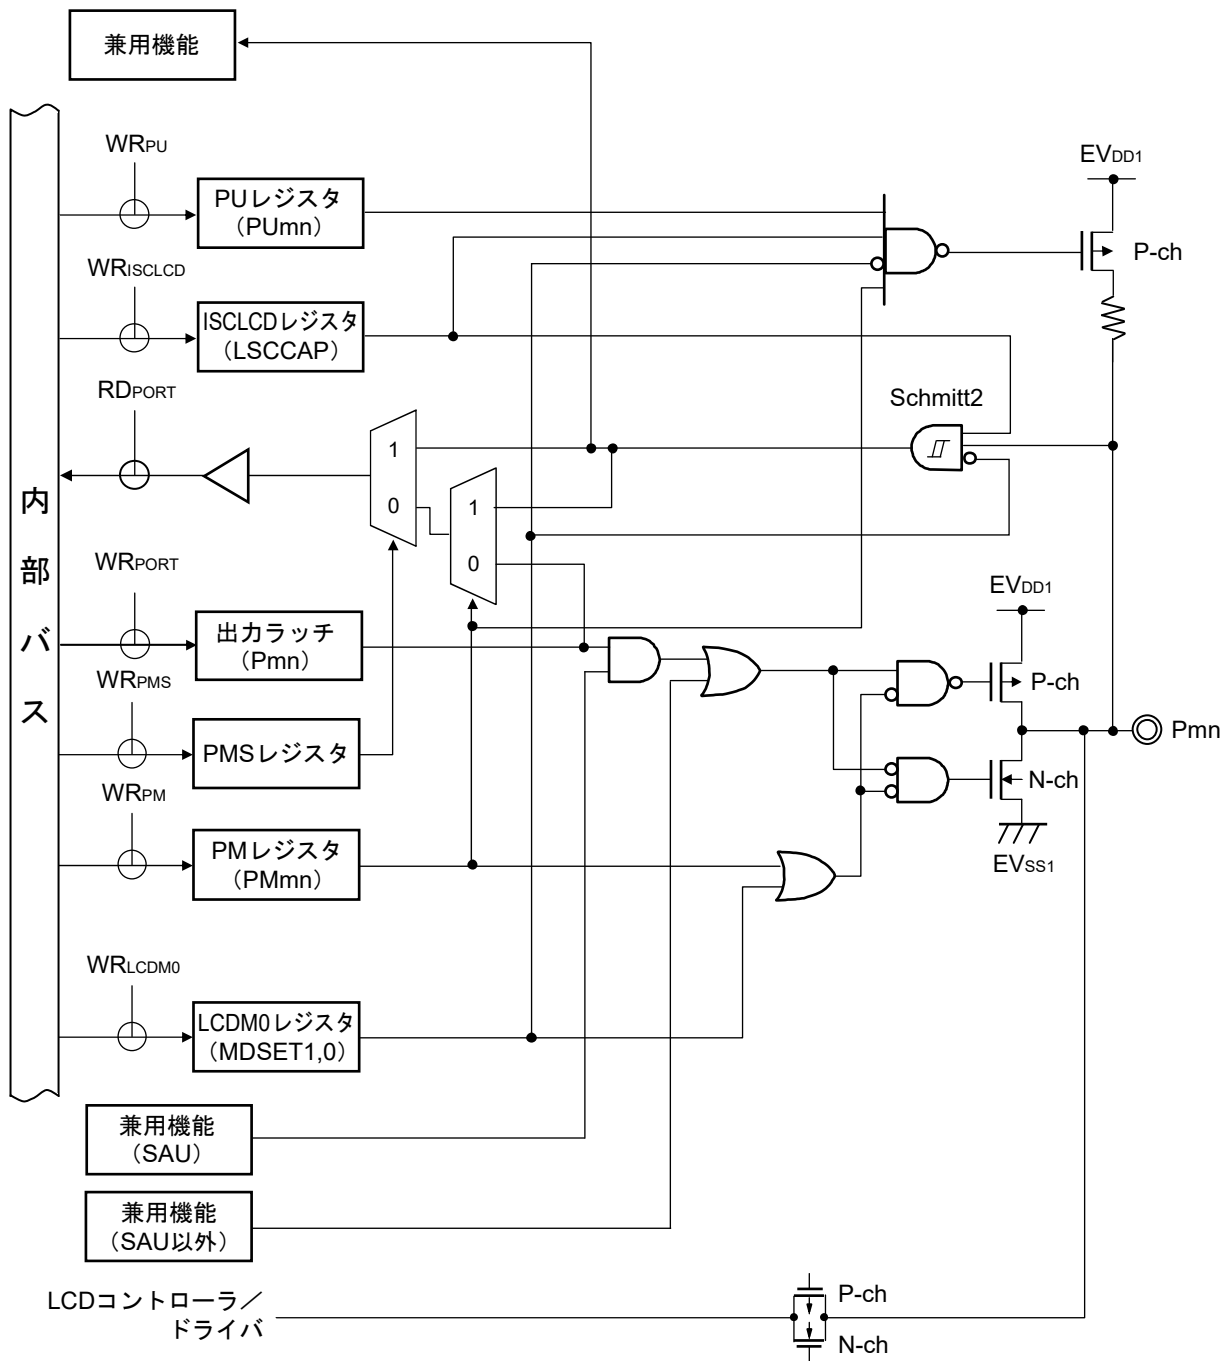 兼用機能
WRPU
PUレジスタ
（PUmn）
EVDD1
P-ch
WRISCLCD
ISCLCDレジスタ
（LSCCAP）
RDPORT
Schmitt2
1
0
1
0
内部バス
WRPORT
出力ラッチ
（Pmn）
EVDD1
P-ch
WRPMS
PMSレジスタ
Pmn
N-ch
WRPM
PMレジスタ
（PMmn）
EVSS1
WRLCDM0
LCDM0レジスタ
（MDSET1,0）
兼用機能
（SAU）
兼用機能
（SAU以外）
LCDコントローラ／
ドライバ
P-ch
N-ch